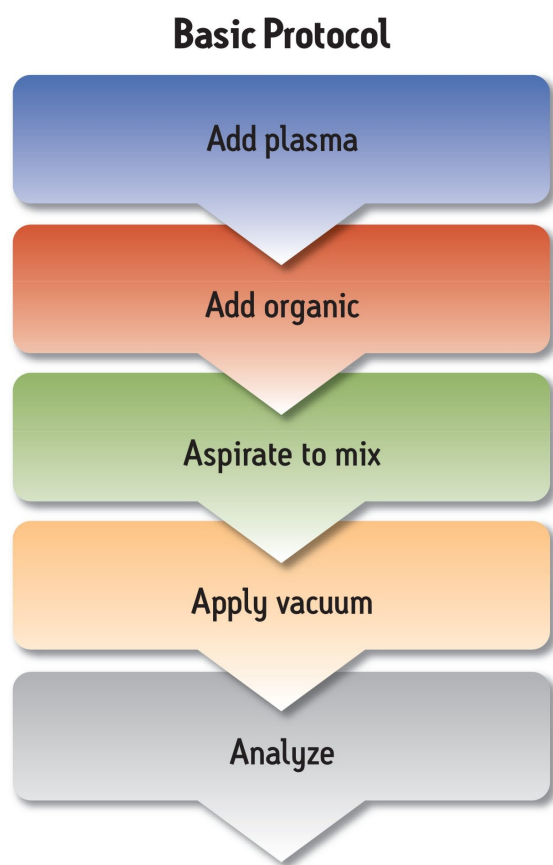 Basic Protocol
Add plasma
Add organic
Aspirate to mix
Apply vacuum
Analyze